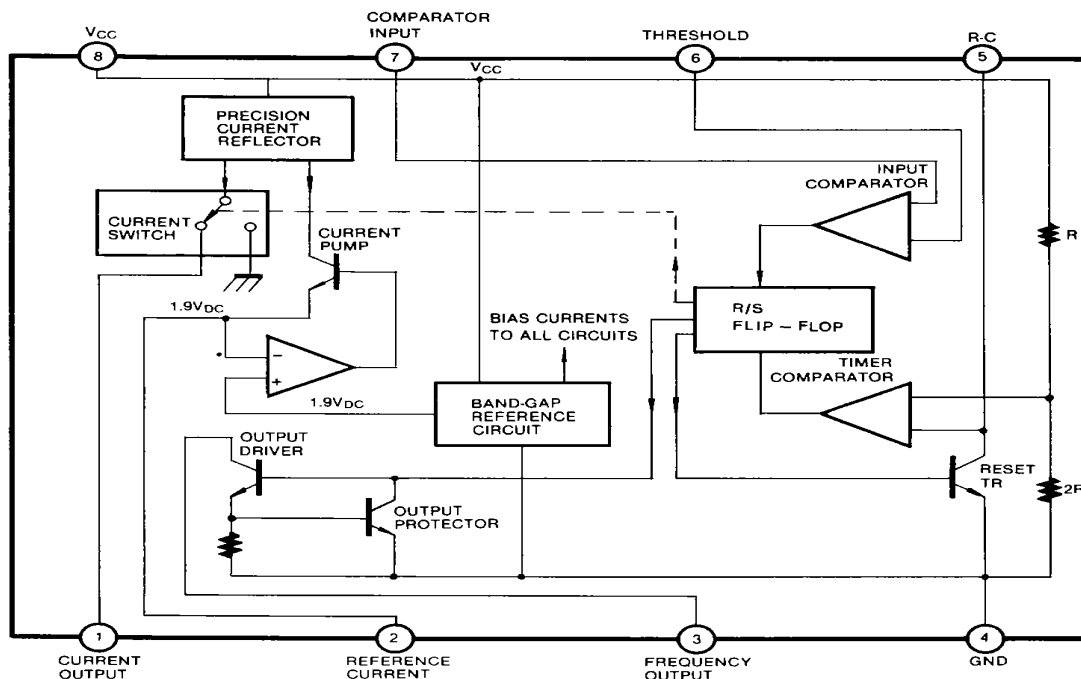 VCC
8
COMPARATOR
INPUT
7
THRESHOLD
6
R-C
5
VCC
PRECISION
CURRENT
REFLECTOR
CURRENT
SWITCH
CURRENT
PUMP
INPUT
COMPARATOR
R
1.9VDC
BIAS CURRENTS
TO ALL CIRCUITS
R/S
FLIP - FLOP
TIMER
COMPARATOR
-
+
1.9VDC
BAND-GAP
REFERENCE
CIRCUIT
OUTPUT
DRIVER
OUTPUT
PROTECTOR
RESET
TR
2R
1
CURRENT
OUTPUT
2
REFERENCE
CURRENT
3
FREQUENCY OUTPUT
4
GND